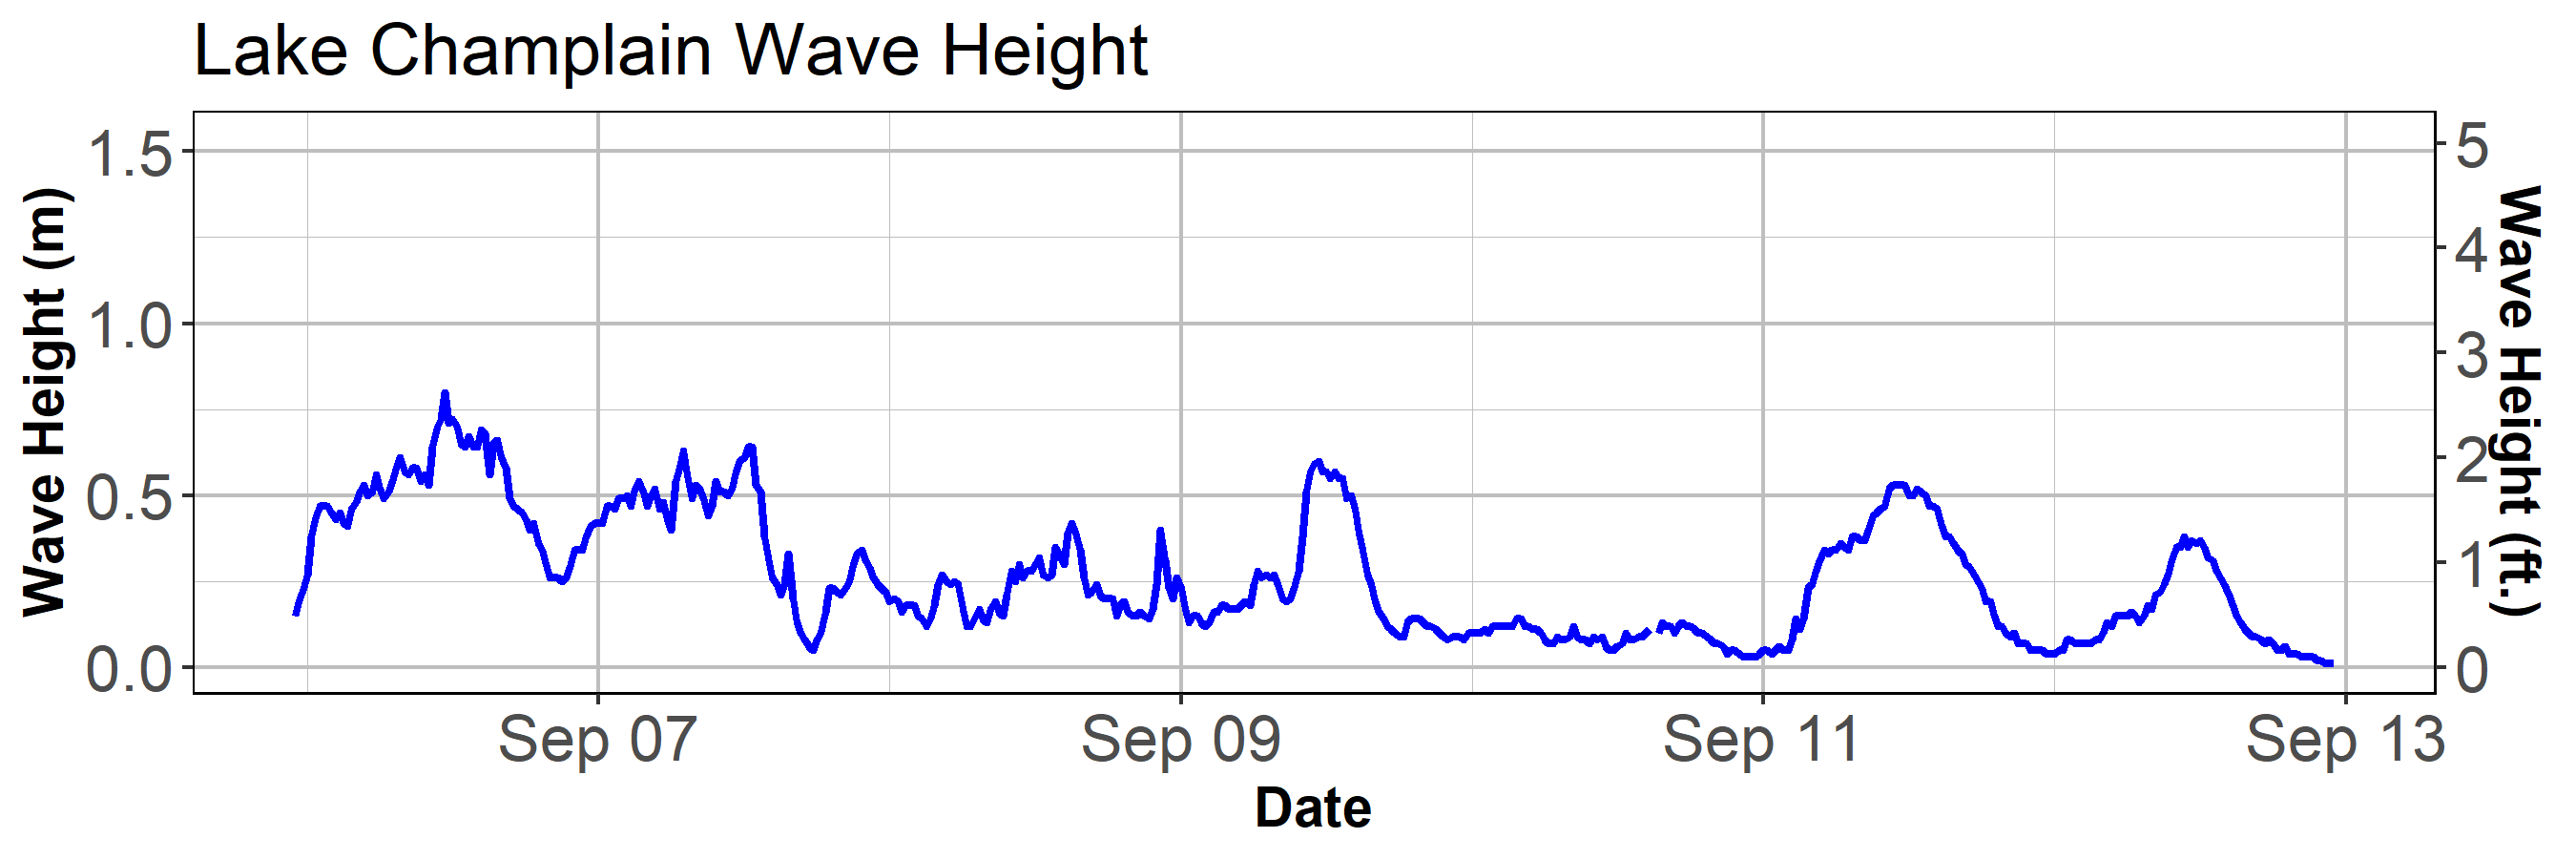 Lake Champlain Wave Height
Wave Height (m)
1.5
1.0
0.5
0.0
5
4
3
2
1
0
Wave Height (ft.)
Sep 07
Sep 09
Sep 11
Sep 13
Date